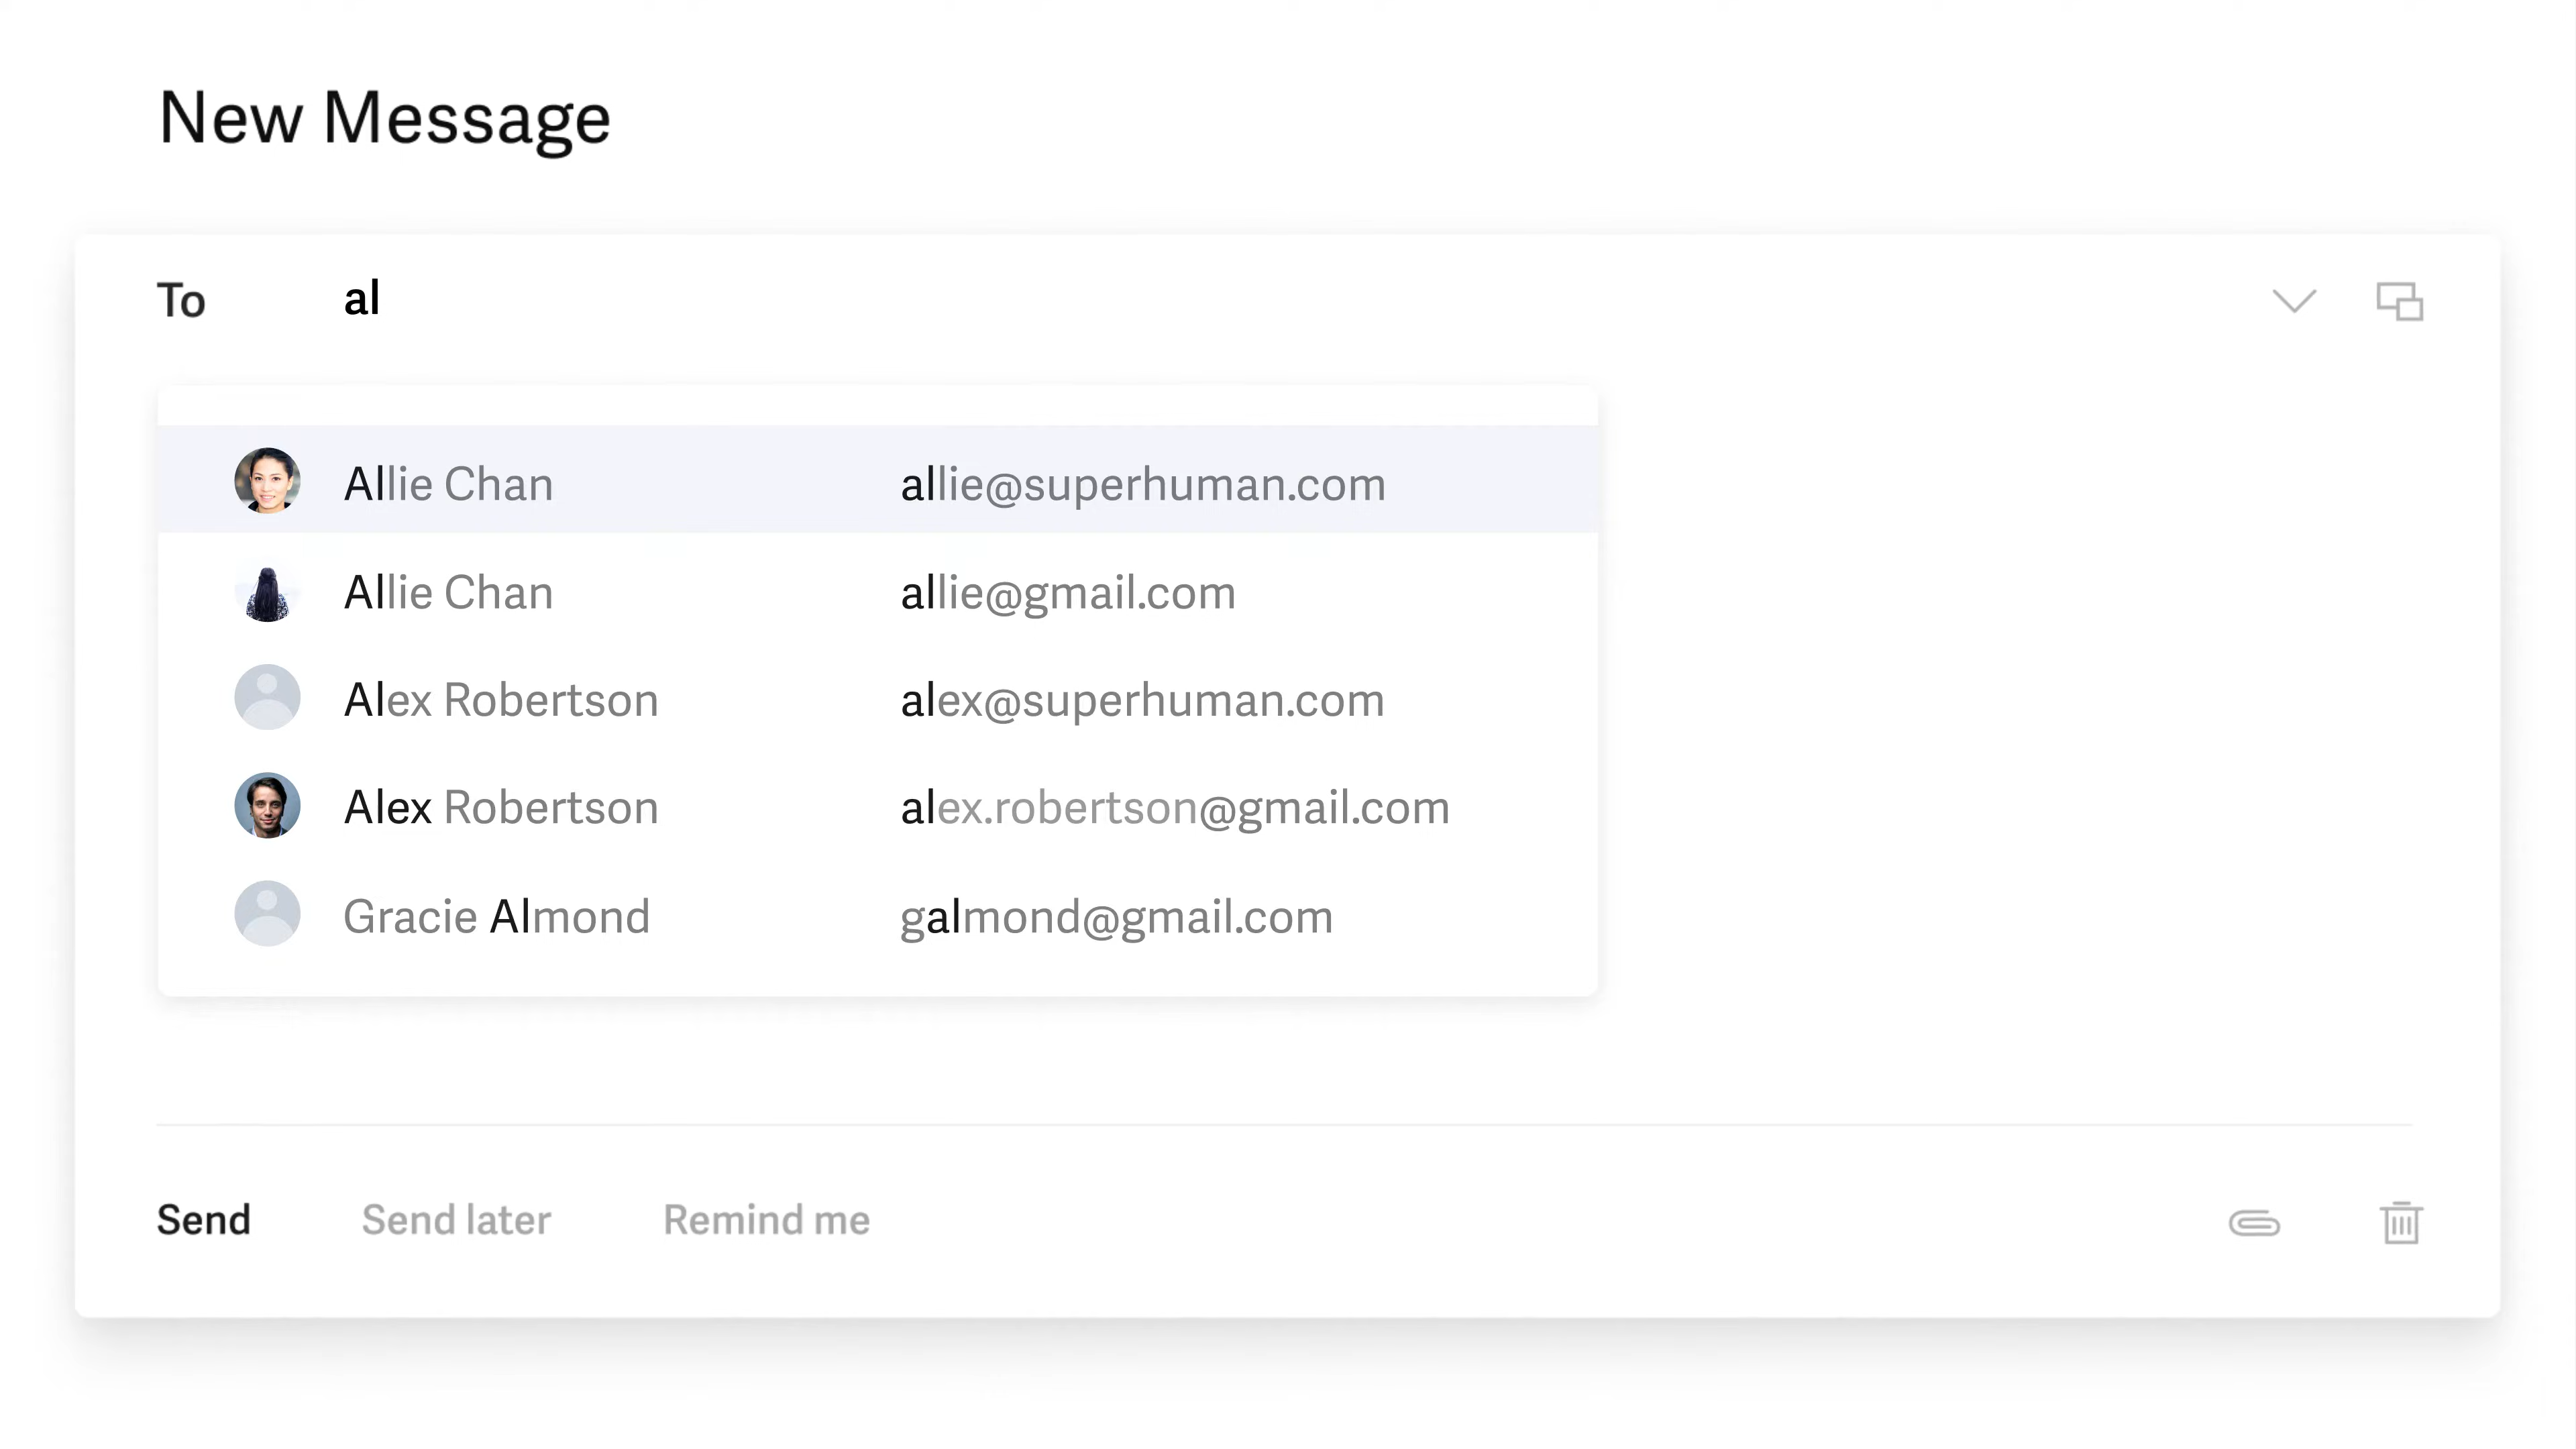 New Message
To al
Allie Chan allie@superhuman.com
Allie Chan allie@gmail.com
Alex Robertson alex@superhuman.com
Alex Robertson alex.robertson@gmail.com
Gracie Almond galmond@gmail.com
Send Send later Remind me